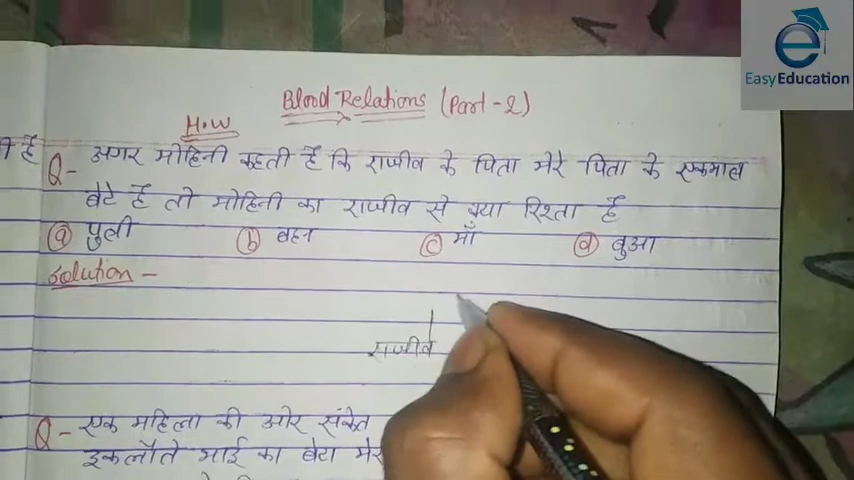 EasyEducation
Blood Relations (Part-2)
H.W
Q- अगर मोहिनी कहती है कि राजीव के पिता मेरे पिता के एकमात्र
बेटे है तो मोहिनी का राजीव से क्या रिश्ता है
ⓐ पुत्री ⓑ बहन ⓒ माँ ⓓ बुआ
Solution -
राजीव
Q- एक महिला की ओर संकेत
इकलौते भाई का बेटा मेरे